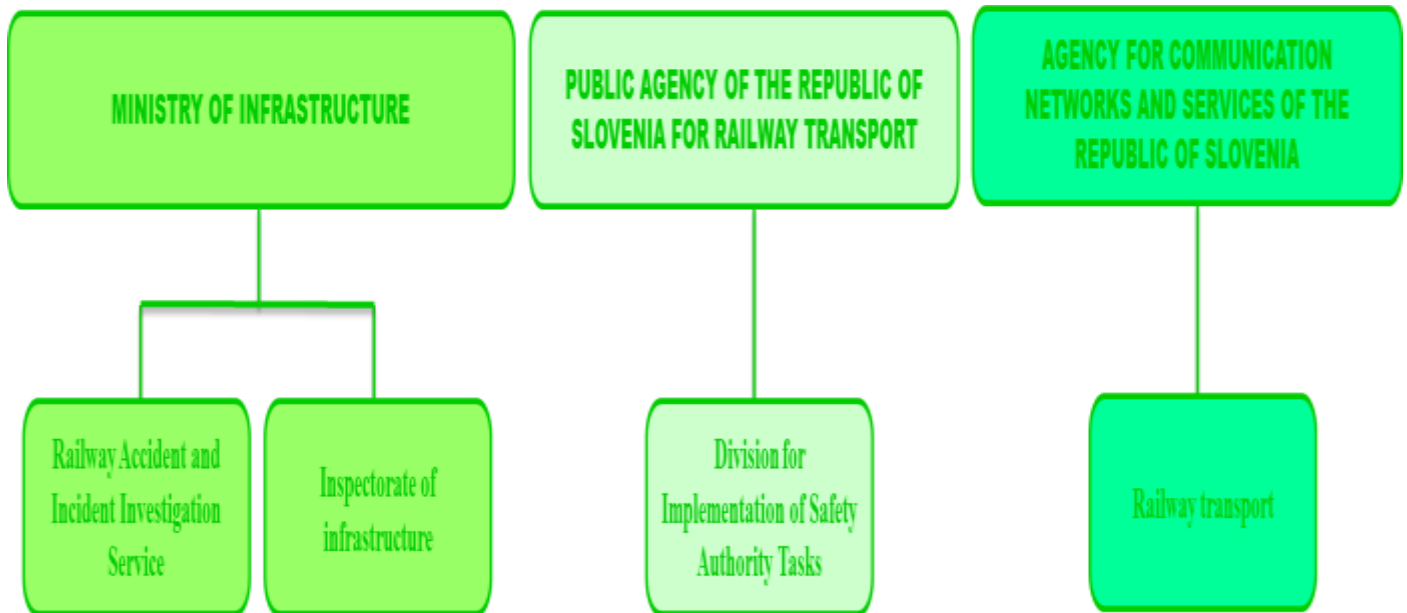 MINISTRY OF INFRASTRUCTURE
PUBLIC AGENCY OF THE REPUBLIC OF
SLOVENIA FOR RAILWAY TRANSPORT
AGENCY FOR COMMUNICATION
NETWORKS AND SERVICES OF THE
REPUBLIC OF SLOVENIA
Railway Accident and
Incident Investigation
Service
Inspectorate of
infrastructure
Division for
Implementation of Safety
Authority Tasks
Railway transport